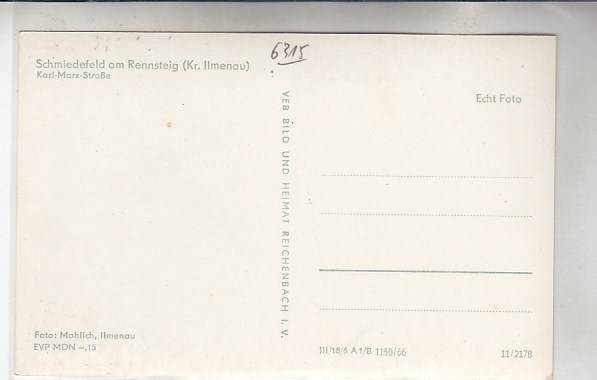 6315
Schmiedefeld am Rennsteig (Kr. Ilmenau)
Karl-Marx-Straße
Echt Foto
VEB BILD UND HEIMAT REICHENBACH I. V.
Foto: Mohlich, Ilmenau
EVP MDN –,15
III/18/6 A 1/B 1150/66
11/2178